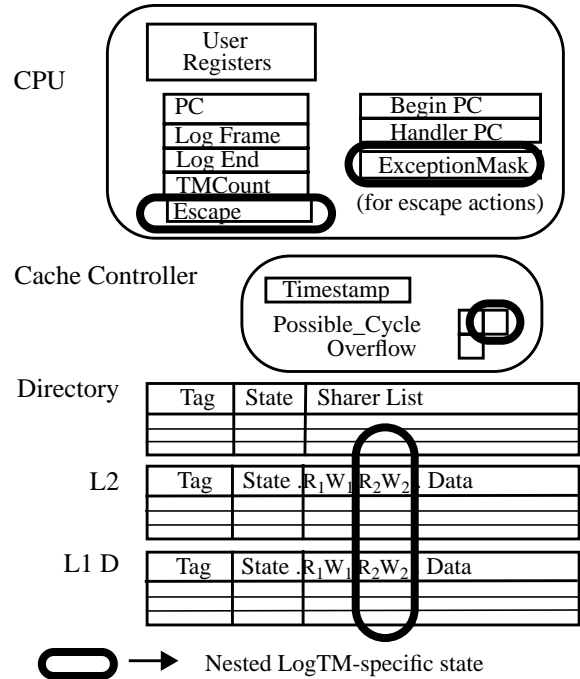 User
Registers
CPU
PC
Begin PC
Log Frame
Handler PC
Log End
ExceptionMask
TMCount
Escape
(for escape actions)
Cache Controller
Timestamp
Possible_Cycle
Overflow
Directory
Tag State Sharer List
L2
Tag State . R1W1 R2W2 . Data
L1 D
Tag State . R1W1 R2W2 . Data
Nested LogTM-specific state